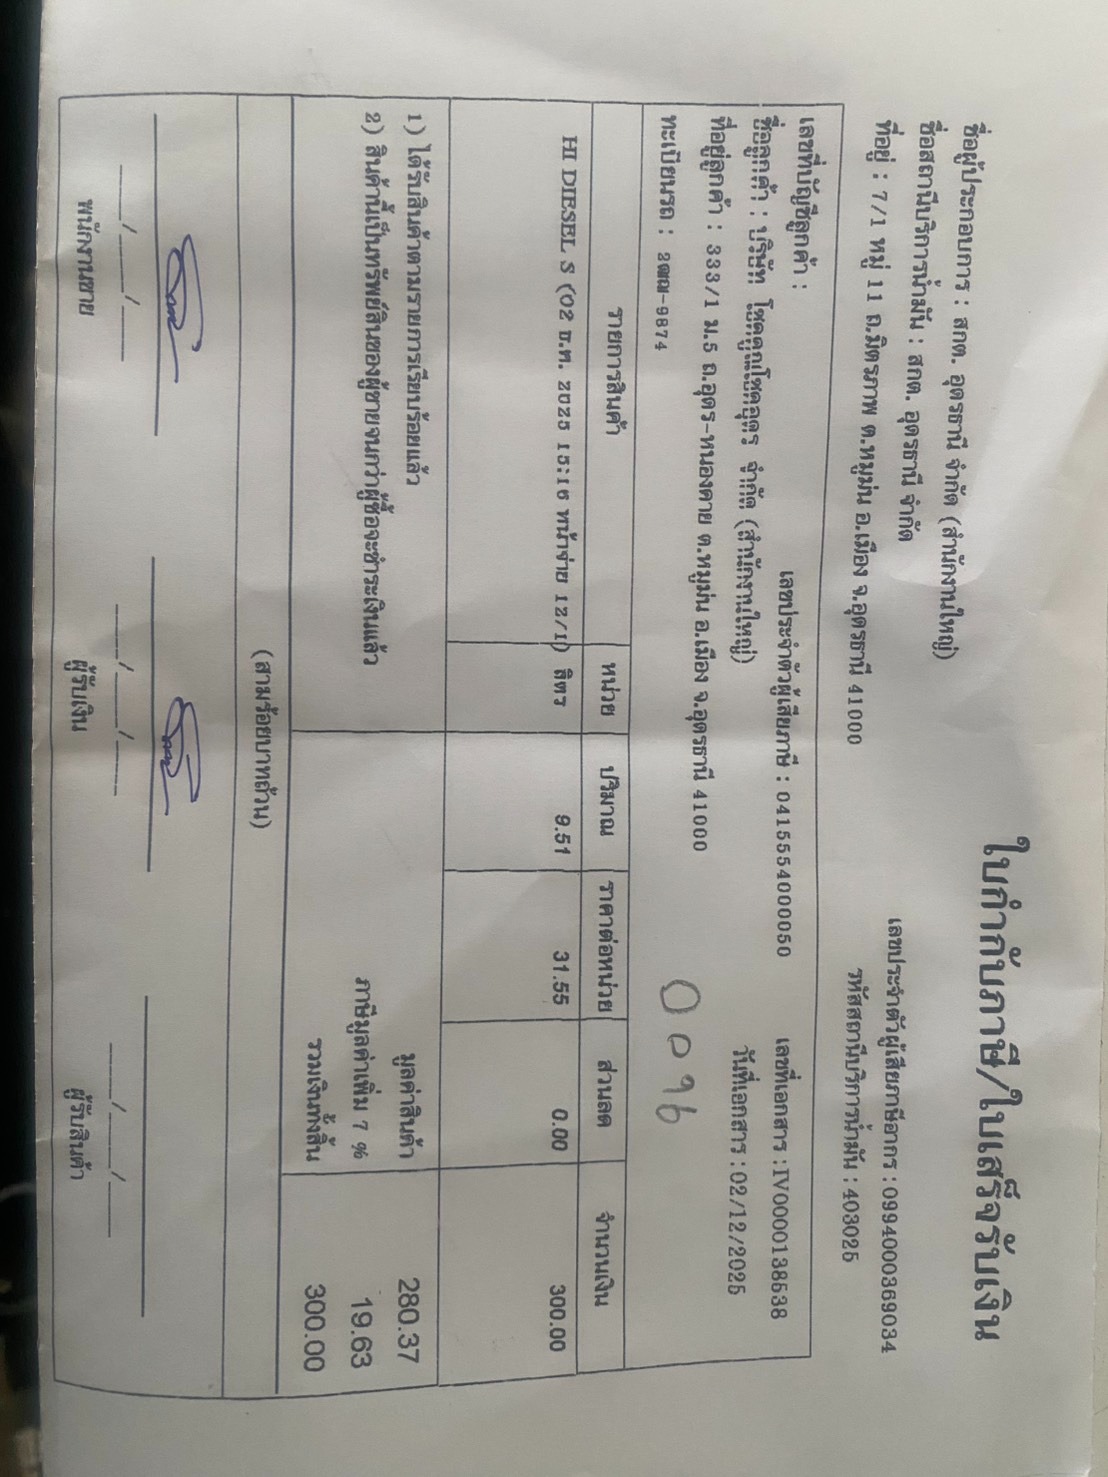 ใบกำกับภาษี/ใบเสร็จรับเงิน
ชื่อผู้ประกอบการ : สกต. อุดรธานี จำกัด (สำนักงานใหญ่)
ชื่อสถานีบริการน้ำมัน : สกต. อุดรธานี จำกัด
เลขประจำตัวผู้เสียภาษีอากร : 0994000369034
ที่อยู่ : 7/1 หมู่ 11 ถ.มิตรภาพ ต.หมูม่น อ.เมือง จ.อุดรธานี 41000
รหัสสถานีบริการน้ำมัน : 403025
เลขที่บัญชีลูกค้า :
เลขประจำตัวผู้เสียภาษี : 0415554000050
เลขที่เอกสาร : IV0000138538
ชื่อลูกค้า : บริษัท โชคคูณโชคอุดร จำกัด (สำนักงานใหญ่)
วันที่เอกสาร : 02/12/2025
ที่อยู่ลูกค้า : 333/1 ม.5 ถ.อุดร-หนองคาย ต.หมูม่น อ.เมือง จ.อุดรธานี 41000
ทะเบียนรถ : -9874
0096
รายการสินค้า หน่วย ปริมาณ ราคาต่อหน่วย ส่วนลด จำนวนเงิน
HI DIESEL S (02 ธ.ค. 2025 15:16 หน้าจ่าย 12/1) ลิตร 9.51 31.55 0.00 300.00
1) ได้รับสินค้าตามรายการเรียบร้อยแล้ว
2) สินค้านี้เป็นทรัพย์สินของผู้ขายจนกว่าผู้ซื้อจะชำระเงินแล้ว
มูลค่าสินค้า 280.37
ภาษีมูลค่าเพิ่ม 7 % 19.63
รวมเงินทั้งสิ้น 300.00
(สามร้อยบาทถ้วน)
___/___/___ ___/___/___ ___/___/___
พนักงานขาย ผู้รับเงิน ผู้รับสินค้า